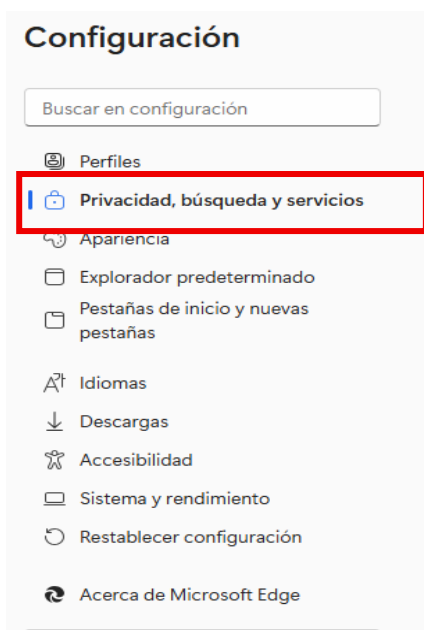 Configuración
Buscar en configuración
Perfiles
Privacidad, búsqueda y servicios
Apariencia
Explorador predeterminado
Pestañas de inicio y nuevas
pestañas
Idiomas
Descargas
Accesibilidad
Sistema y rendimiento
Restablecer configuración
Acerca de Microsoft Edge